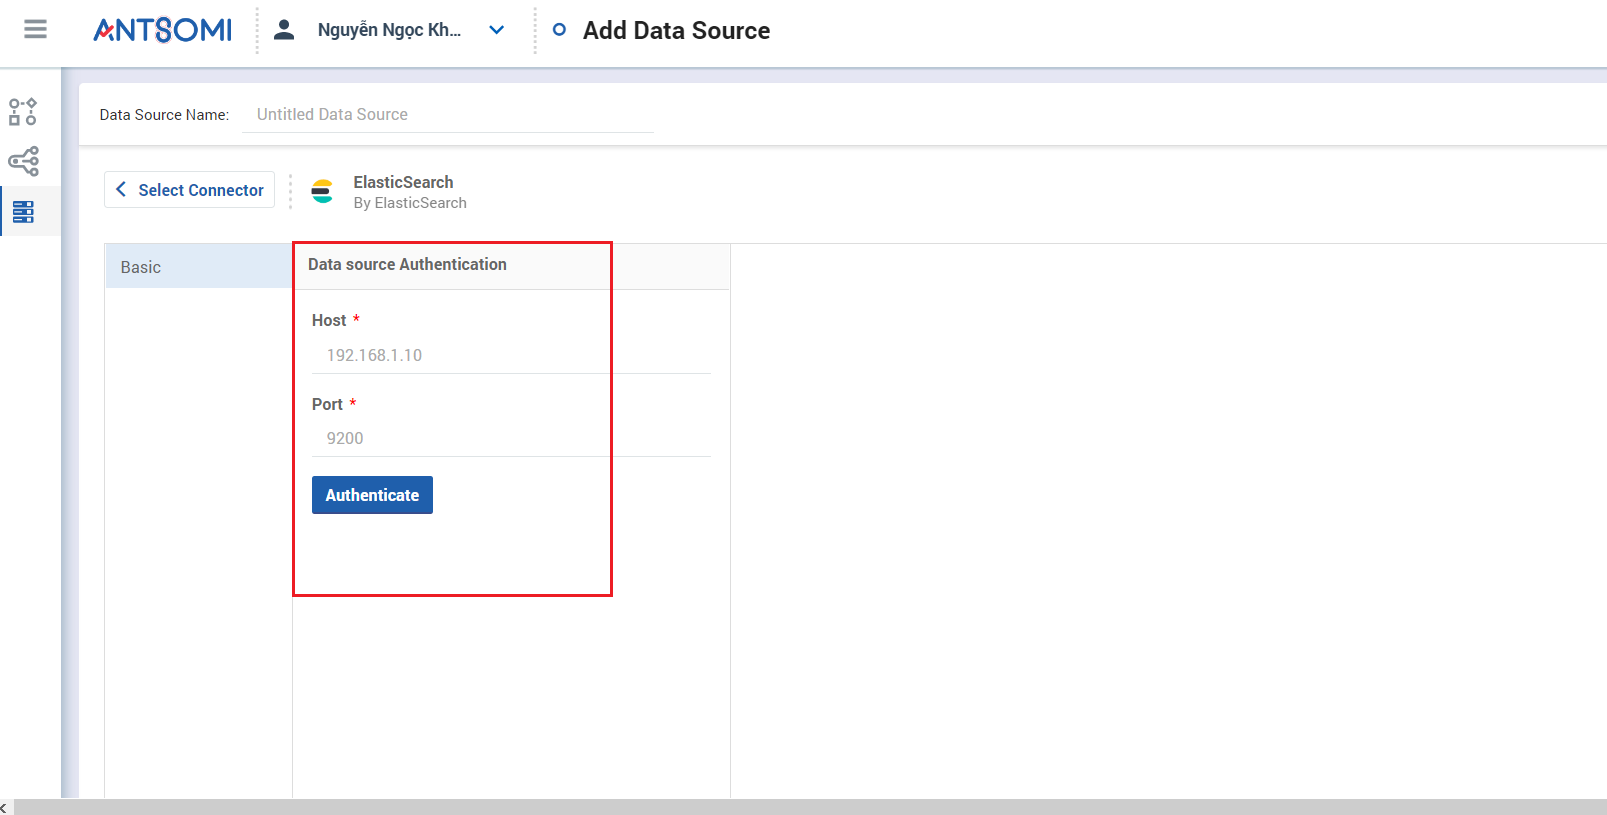 ANTSOMI
Nguyễn Ngọc Kh...
Add Data Source
Data Source Name:
Untitled Data Source
Select Connector
ElasticSearch
By ElasticSearch
Basic
Data source Authentication
Host *
192.168.1.10
Port *
9200
Authenticate